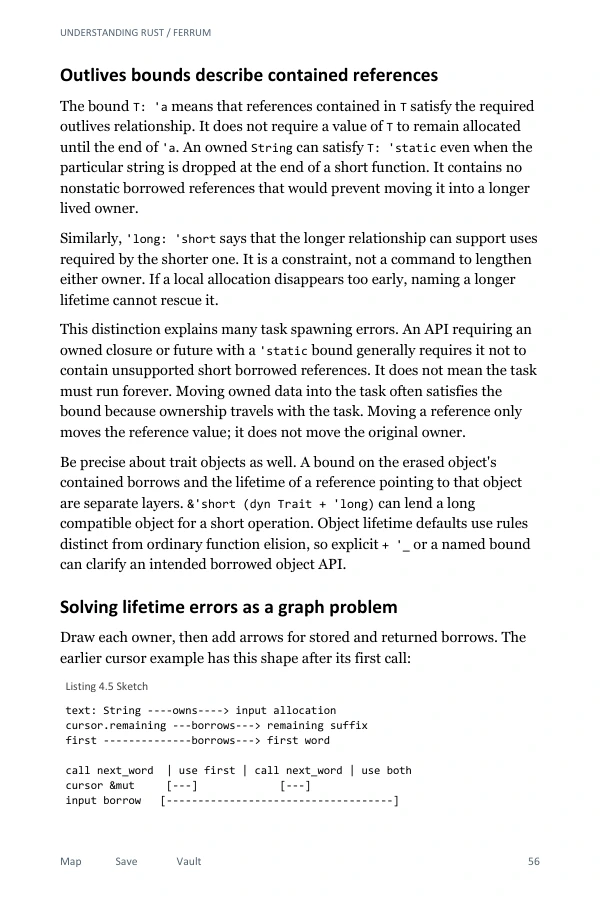 UNDERSTANDING RUST / FERRUM
Outlives bounds describe contained references
The bound T: 'a means that references contained in T satisfy the required
outlives relationship. It does not require a value of T to remain allocated
until the end of 'a. An owned String can satisfy T: 'static even when the
particular string is dropped at the end of a short function. It contains no
nonstatic borrowed references that would prevent moving it into a longer
lived owner.
Similarly, 'long: 'short says that the longer relationship can support uses
required by the shorter one. It is a constraint, not a command to lengthen
either owner. If a local allocation disappears too early, naming a longer
lifetime cannot rescue it.
This distinction explains many task spawning errors. An API requiring an
owned closure or future with a 'static bound generally requires it not to
contain unsupported short borrowed references. It does not mean the task
must run forever. Moving owned data into the task often satisfies the
bound because ownership travels with the task. Moving a reference only
moves the reference value; it does not move the original owner.
Be precise about trait objects as well. A bound on the erased object's
contained borrows and the lifetime of a reference pointing to that object
are separate layers. &'short (dyn Trait + 'long) can lend a long
compatible object for a short operation. Object lifetime defaults use rules
distinct from ordinary function elision, so explicit + '_ or a named bound
can clarify an intended borrowed object API.
Solving lifetime errors as a graph problem
Draw each owner, then add arrows for stored and returned borrows. The
earlier cursor example has this shape after its first call:
Listing 4.5 Sketch
text: String ----owns----> input allocation
cursor.remaining ---borrows---> remaining suffix
first --------------borrows---> first word
call next_word  | use first | call next_word | use both
cursor &mut     [---]             [---]
input borrow   [------------------------------------]
Map Save Vault 56